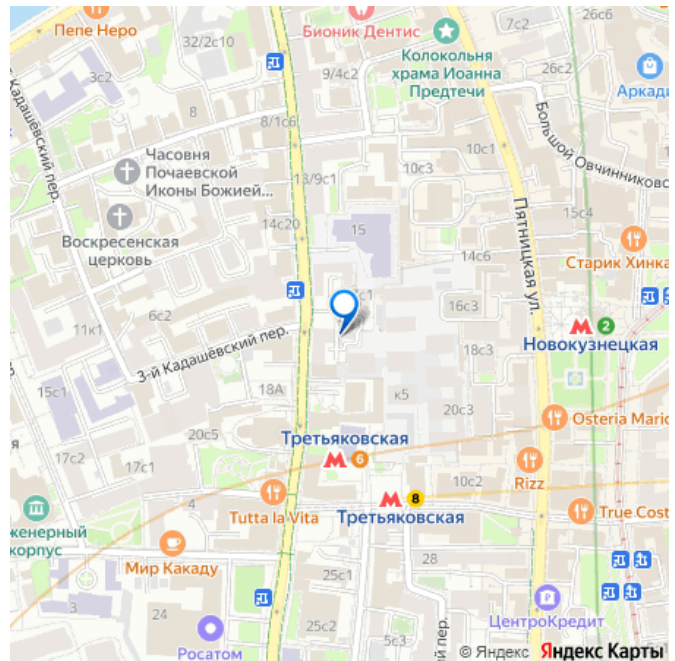 Пепе Неро
32/2с10
Бионик Дентис
7с2
26с6
Колокольня
храма Иоанна
Предтечи
3с2
9/4с2
26с2
Аркади
Кадашёвский пер.
8
8/1с6
10с1
Большой Овчинниковс
Часовня
Почаевской
Иконы Божией...
13/9с1
10с3
14с20
15
15с4
Воскресенская
церковь
14с6
Пятницкая ул.
Старик Хинка
6с2
16с3
2
Новокузнецкая
11к1
3-й Кадашёвский пер.
18с3
15с1
18А
к5
20с3
Osteria Mario
20с5
Третьяковская
6
17с2
17с1
10с2
Rizz
8
Третьяковская
4
Tutta la Vita
True Cost
женерный
корпус
Мир Какаду
28
25с1
3
24
ЦентроКредит
25с2
5с3
пер.
Росатом
© Яндекс Яндекс Карты